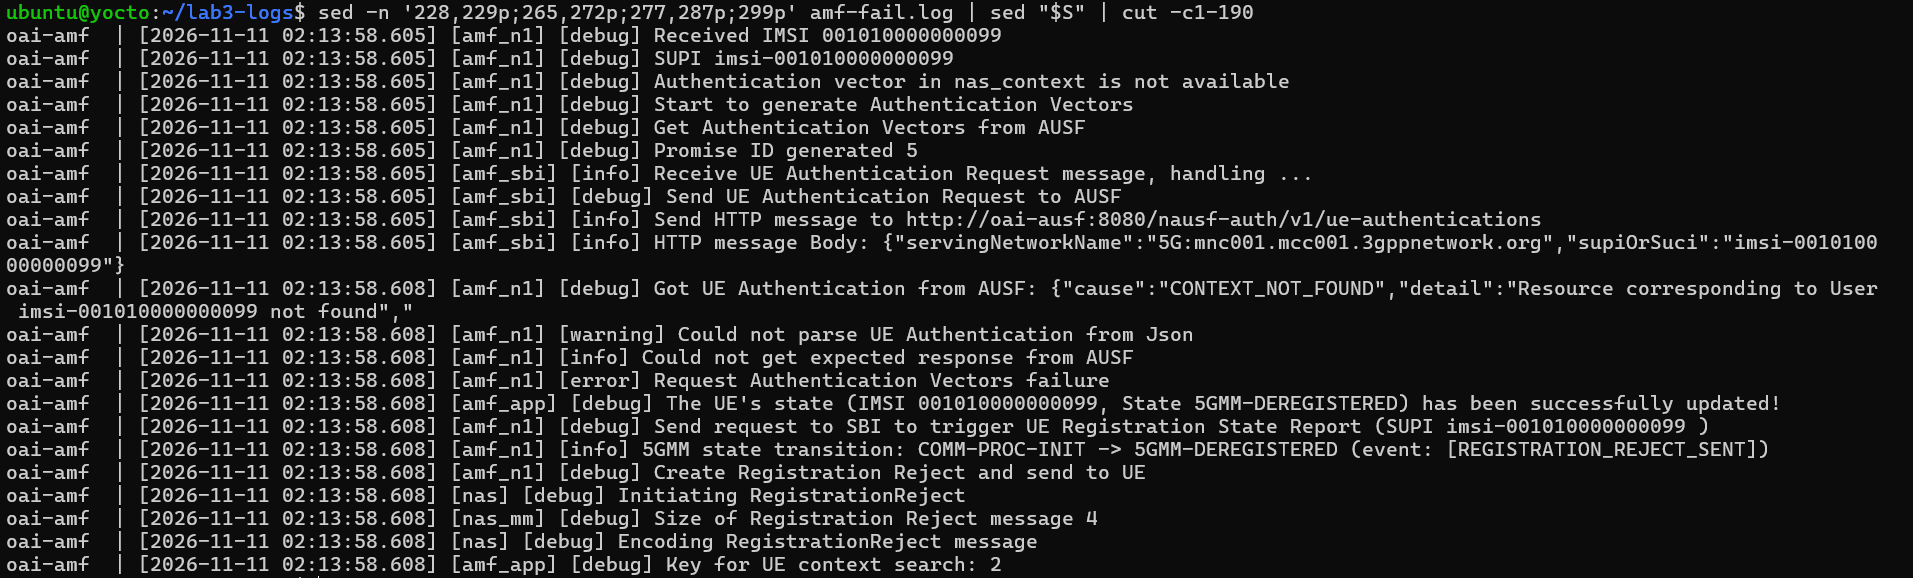 ubuntu@yocto:~/lab3-logs$ sed -n '228,229p;265,272p;277,287p;299p' amf-fail.log | sed "$S" | cut -c1-190
oai-amf  | [2026-11-11 02:13:58.605] [amf_n1] [debug] Received IMSI 001010000000099
oai-amf  | [2026-11-11 02:13:58.605] [amf_n1] [debug] SUPI imsi-001010000000099
oai-amf  | [2026-11-11 02:13:58.605] [amf_n1] [debug] Authentication vector in nas_context is not available
oai-amf  | [2026-11-11 02:13:58.605] [amf_n1] [debug] Start to generate Authentication Vectors
oai-amf  | [2026-11-11 02:13:58.605] [amf_n1] [debug] Get Authentication Vectors from AUSF
oai-amf  | [2026-11-11 02:13:58.605] [amf_n1] [debug] Promise ID generated 5
oai-amf  | [2026-11-11 02:13:58.605] [amf_sbi] [info] Receive UE Authentication Request message, handling ...
oai-amf  | [2026-11-11 02:13:58.605] [amf_sbi] [debug] Send UE Authentication Request to AUSF
oai-amf  | [2026-11-11 02:13:58.605] [amf_sbi] [info] Send HTTP message to http://oai-ausf:8080/nausf-auth/v1/ue-authentications
oai-amf  | [2026-11-11 02:13:58.605] [amf_sbi] [info] HTTP message Body: {"servingNetworkName":"5G:mnc001.mcc001.3gppnetwork.org","supiOrSuci":"imsi-0010100
00000099"}
oai-amf  | [2026-11-11 02:13:58.608] [amf_n1] [debug] Got UE Authentication from AUSF: {"cause":"CONTEXT_NOT_FOUND","detail":"Resource corresponding to User
 imsi-001010000000099 not found","
oai-amf  | [2026-11-11 02:13:58.608] [amf_n1] [warning] Could not parse UE Authentication from Json
oai-amf  | [2026-11-11 02:13:58.608] [amf_n1] [info] Could not get expected response from AUSF
oai-amf  | [2026-11-11 02:13:58.608] [amf_n1] [error] Request Authentication Vectors failure
oai-amf  | [2026-11-11 02:13:58.608] [amf_app] [debug] The UE's state (IMSI 001010000000099, State 5GMM-DEREGISTERED) has been successfully updated!
oai-amf  | [2026-11-11 02:13:58.608] [amf_n1] [debug] Send request to SBI to trigger UE Registration State Report (SUPI imsi-001010000000099 )
oai-amf  | [2026-11-11 02:13:58.608] [amf_n1] [info] 5GMM state transition: COMM-PROC-INIT -> 5GMM-DEREGISTERED (event: [REGISTRATION_REJECT_SENT])
oai-amf  | [2026-11-11 02:13:58.608] [amf_n1] [debug] Create Registration Reject and send to UE
oai-amf  | [2026-11-11 02:13:58.608] [nas] [debug] Initiating RegistrationReject
oai-amf  | [2026-11-11 02:13:58.608] [nas_mm] [debug] Size of Registration Reject message 4
oai-amf  | [2026-11-11 02:13:58.608] [nas] [debug] Encoding RegistrationReject message
oai-amf  | [2026-11-11 02:13:58.608] [amf_app] [debug] Key for UE context search: 2